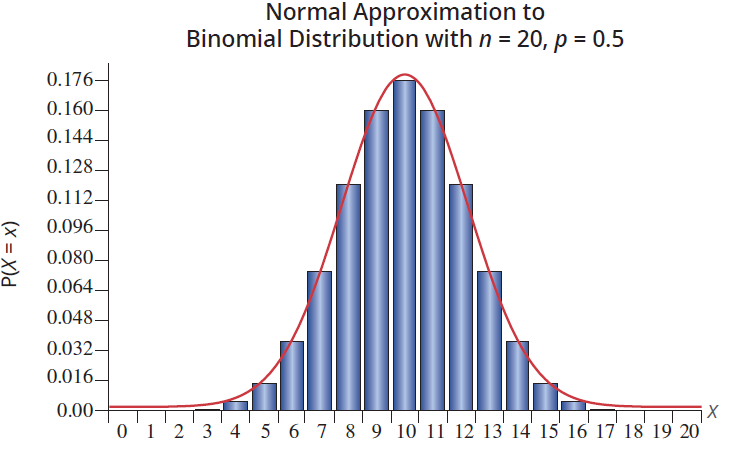 Normal Approximation to
Binomial Distribution with n = 20, p = 0.5
0.176
0.160
0.144
0.128
0.112
0.096
0.080
0.064
0.048
0.032
0.016
0.00
P(X = x)
0 1 2 3 4 5 6 7 8 9 10 11 12 13 14 15 16 17 18 19 20
X